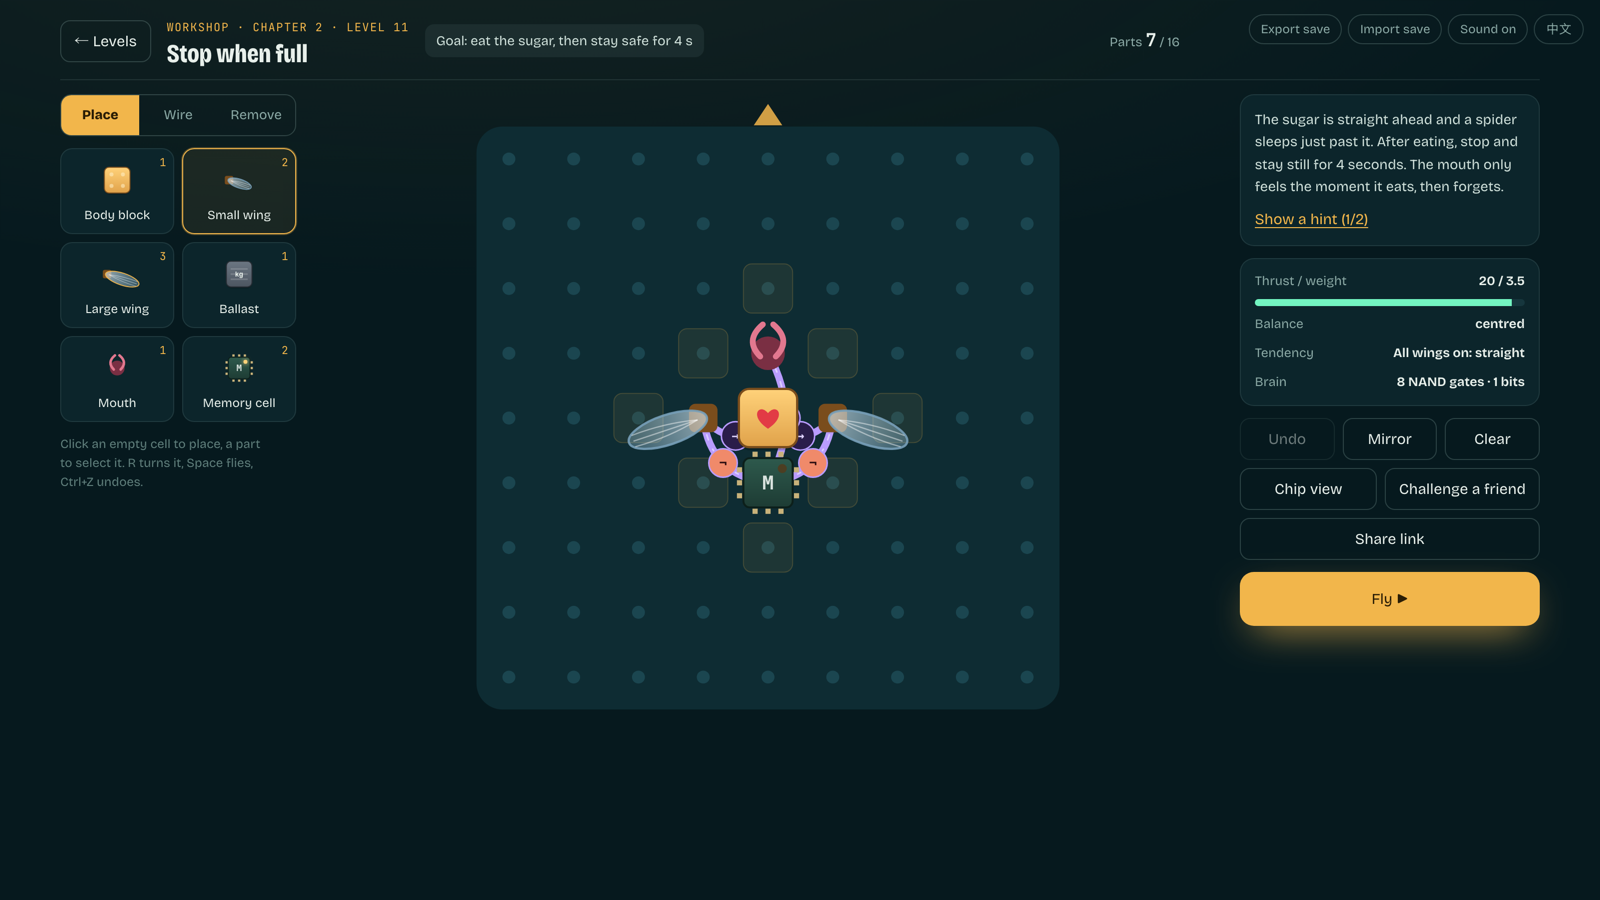 ← Levels
WORKSHOP · CHAPTER 2 · LEVEL 11
Stop when full
Goal: eat the sugar, then stay safe for 4 s
Parts 7 / 16
Export save
Import save
Sound on
中文
Place
Wire
Remove
1
Body block
2
Small wing
3
Large wing
1
kg
Ballast
1
Mouth
2
M
Memory cell
Click an empty cell to place, a part
to select it. R turns it, Space flies,
Ctrl+Z undoes.
M
The sugar is straight ahead and a spider
sleeps just past it. After eating, stop and
stay still for 4 seconds. The mouth only
feels the moment it eats, then forgets.
Show a hint (1/2)
Thrust / weight 20 / 3.5
Balance centred
Tendency All wings on: straight
Brain 8 NAND gates · 1 bits
Undo
Mirror
Clear
Chip view
Challenge a friend
Share link
Fly ▶